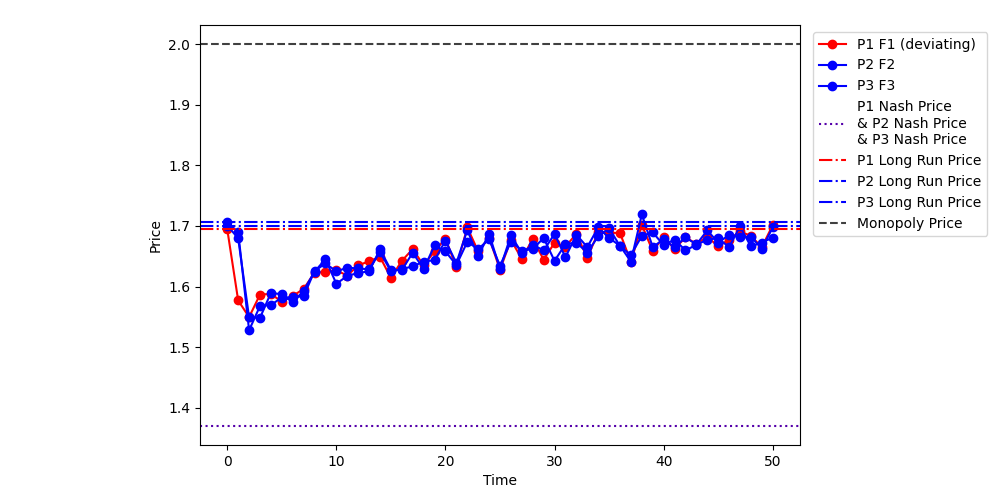 2.0
1.9
1.8
1.7
1.6
1.5
1.4
Price
0
10
20
30
40
50
Time
P1 F1 (deviating)
P2 F2
P3 F3
P1 Nash Price
& P2 Nash Price
& P3 Nash Price
P1 Long Run Price
P2 Long Run Price
P3 Long Run Price
Monopoly Price